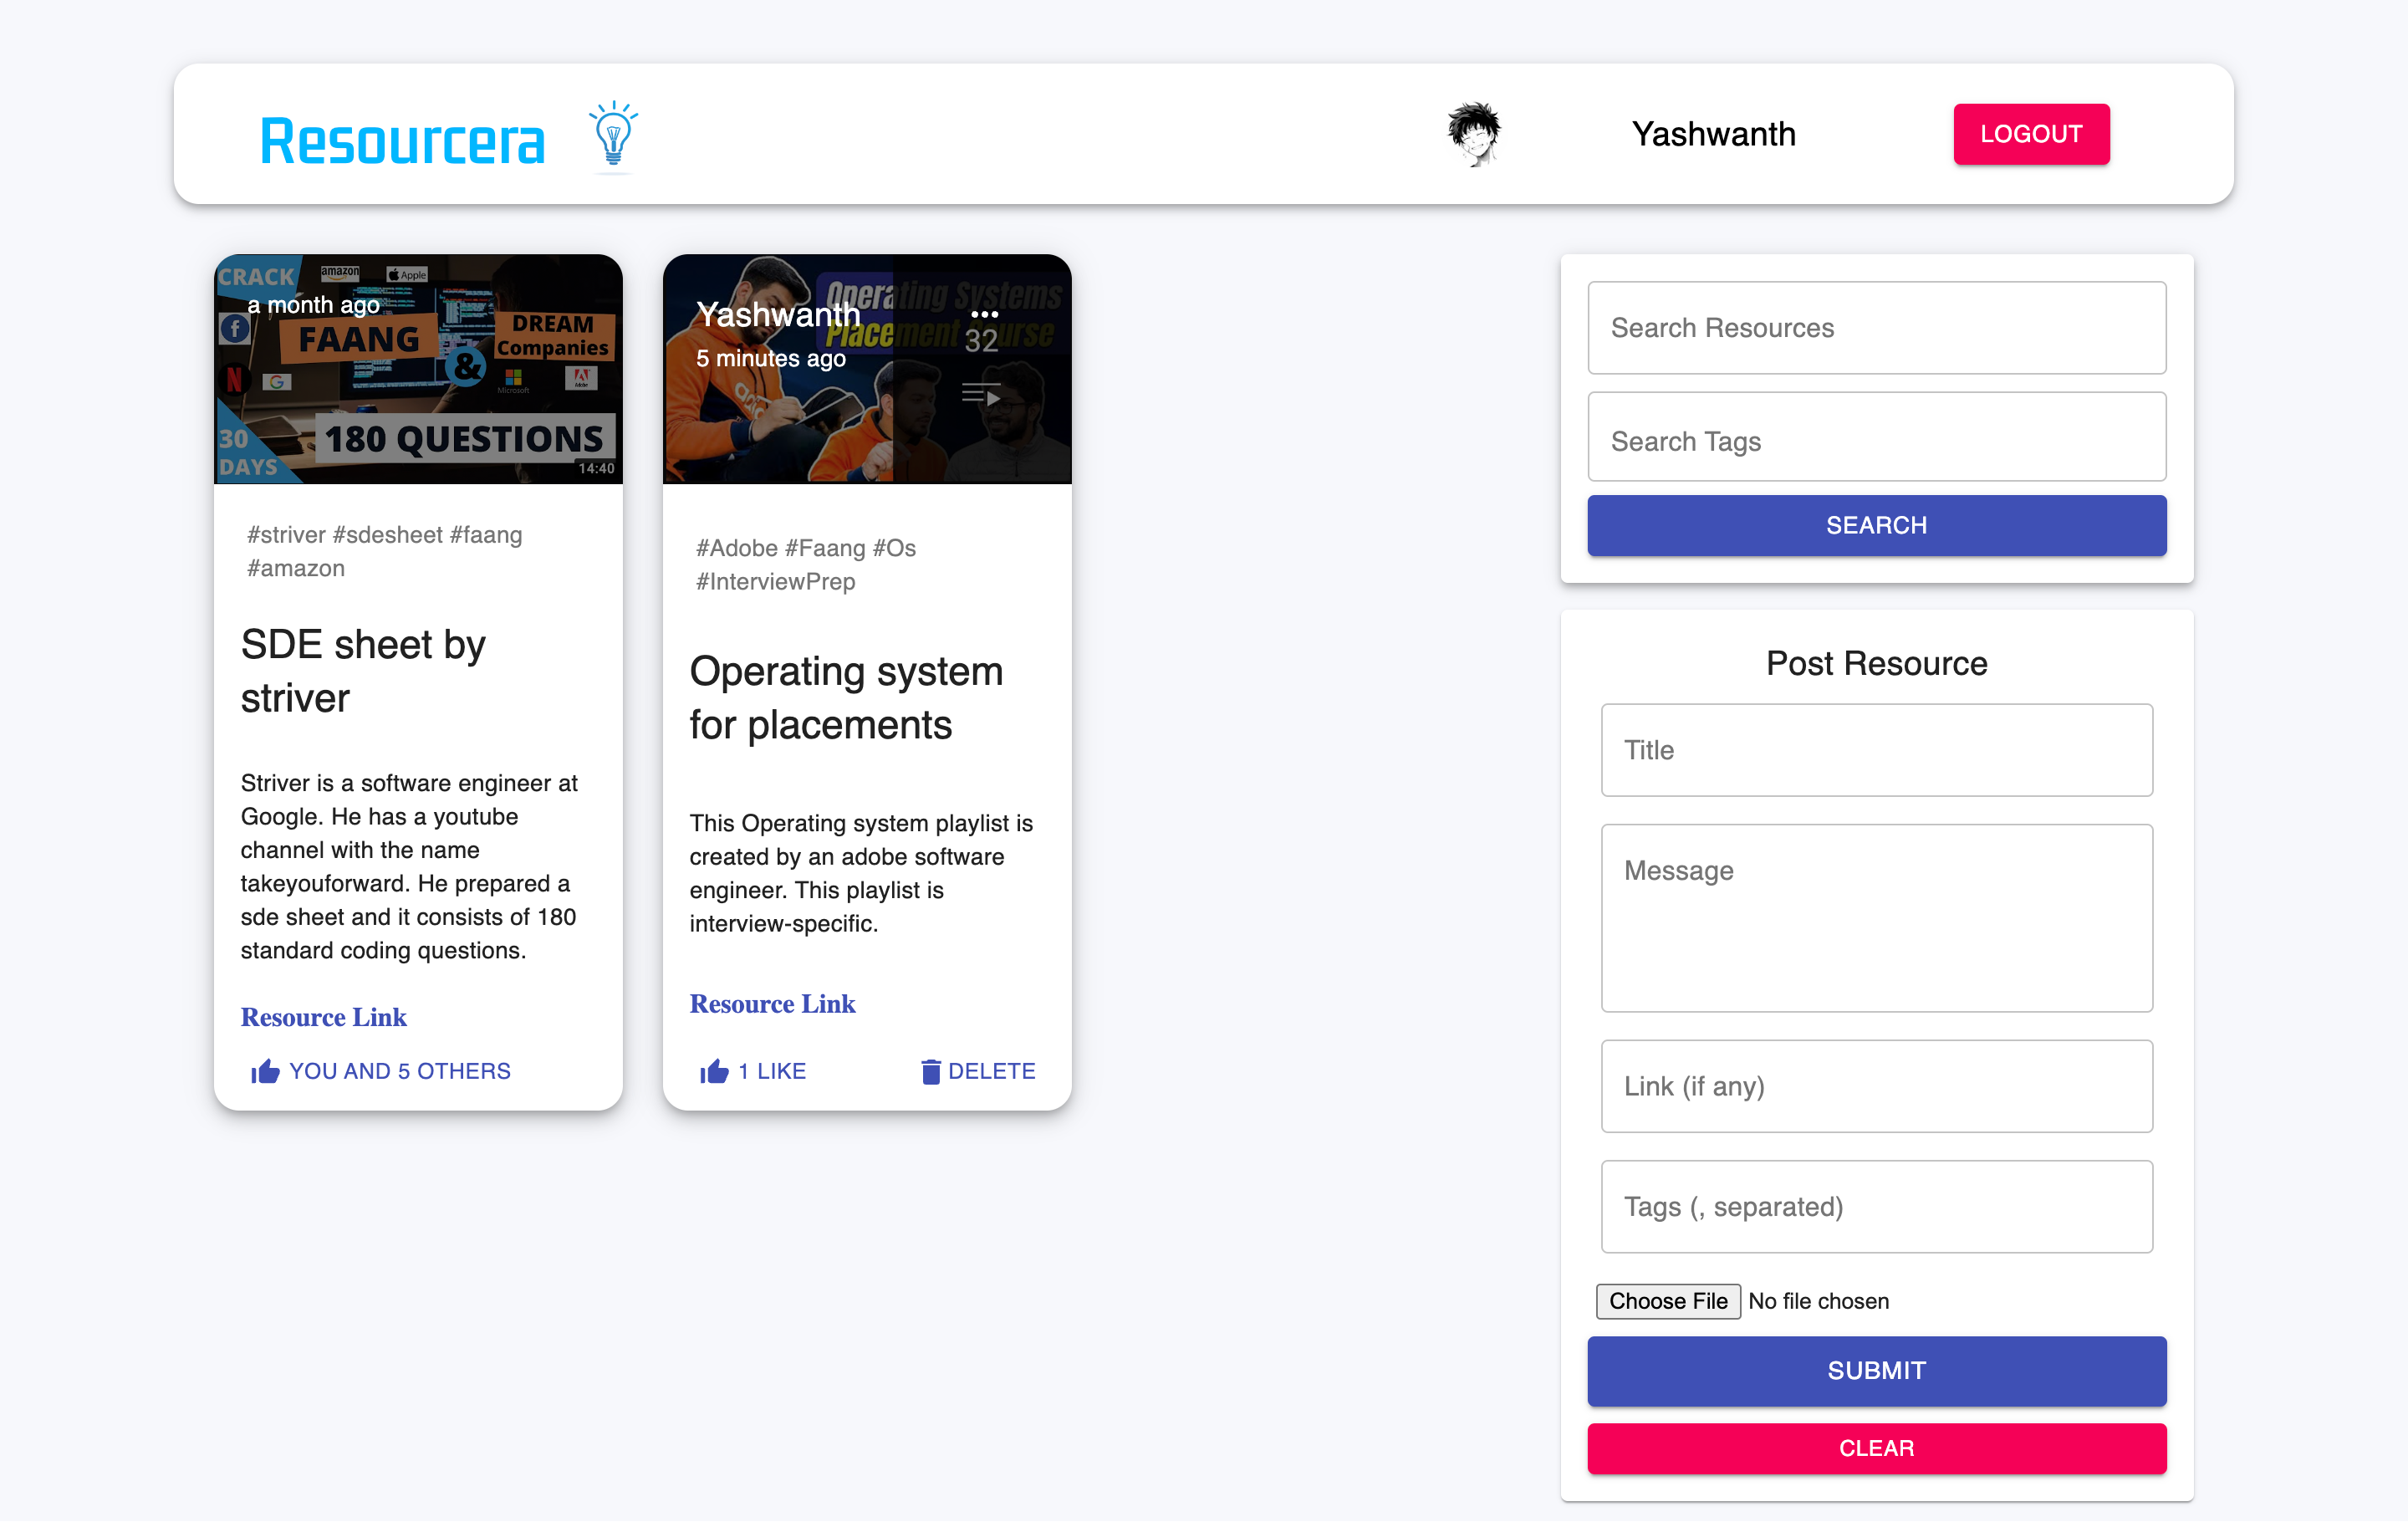 Resourcera
Yashwanth
LOGOUT
CRACK
amazon
Apple
a month ago
FAANG
DREAM
Companies
&
Microsoft
Adobe
30
DAYS
180 QUESTIONS
14:40
#striver #sdesheet #faang
#amazon
SDE sheet by
striver
Striver is a software engineer at
Google. He has a youtube
channel with the name
takeyouforward. He prepared a
sde sheet and it consists of 180
standard coding questions.
Resource Link
YOU AND 5 OTHERS
Operating Systems
Yashwanth
•••
32
5 minutes ago
#Adobe #Faang #Os
#InterviewPrep
Operating system
for placements
This Operating system playlist is
created by an adobe software
engineer. This playlist is
interview-specific.
Resource Link
1 LIKE
DELETE
Search Resources
Search Tags
SEARCH
Post Resource
Title
Message
Link (if any)
Tags (, separated)
Choose File No file chosen
SUBMIT
CLEAR